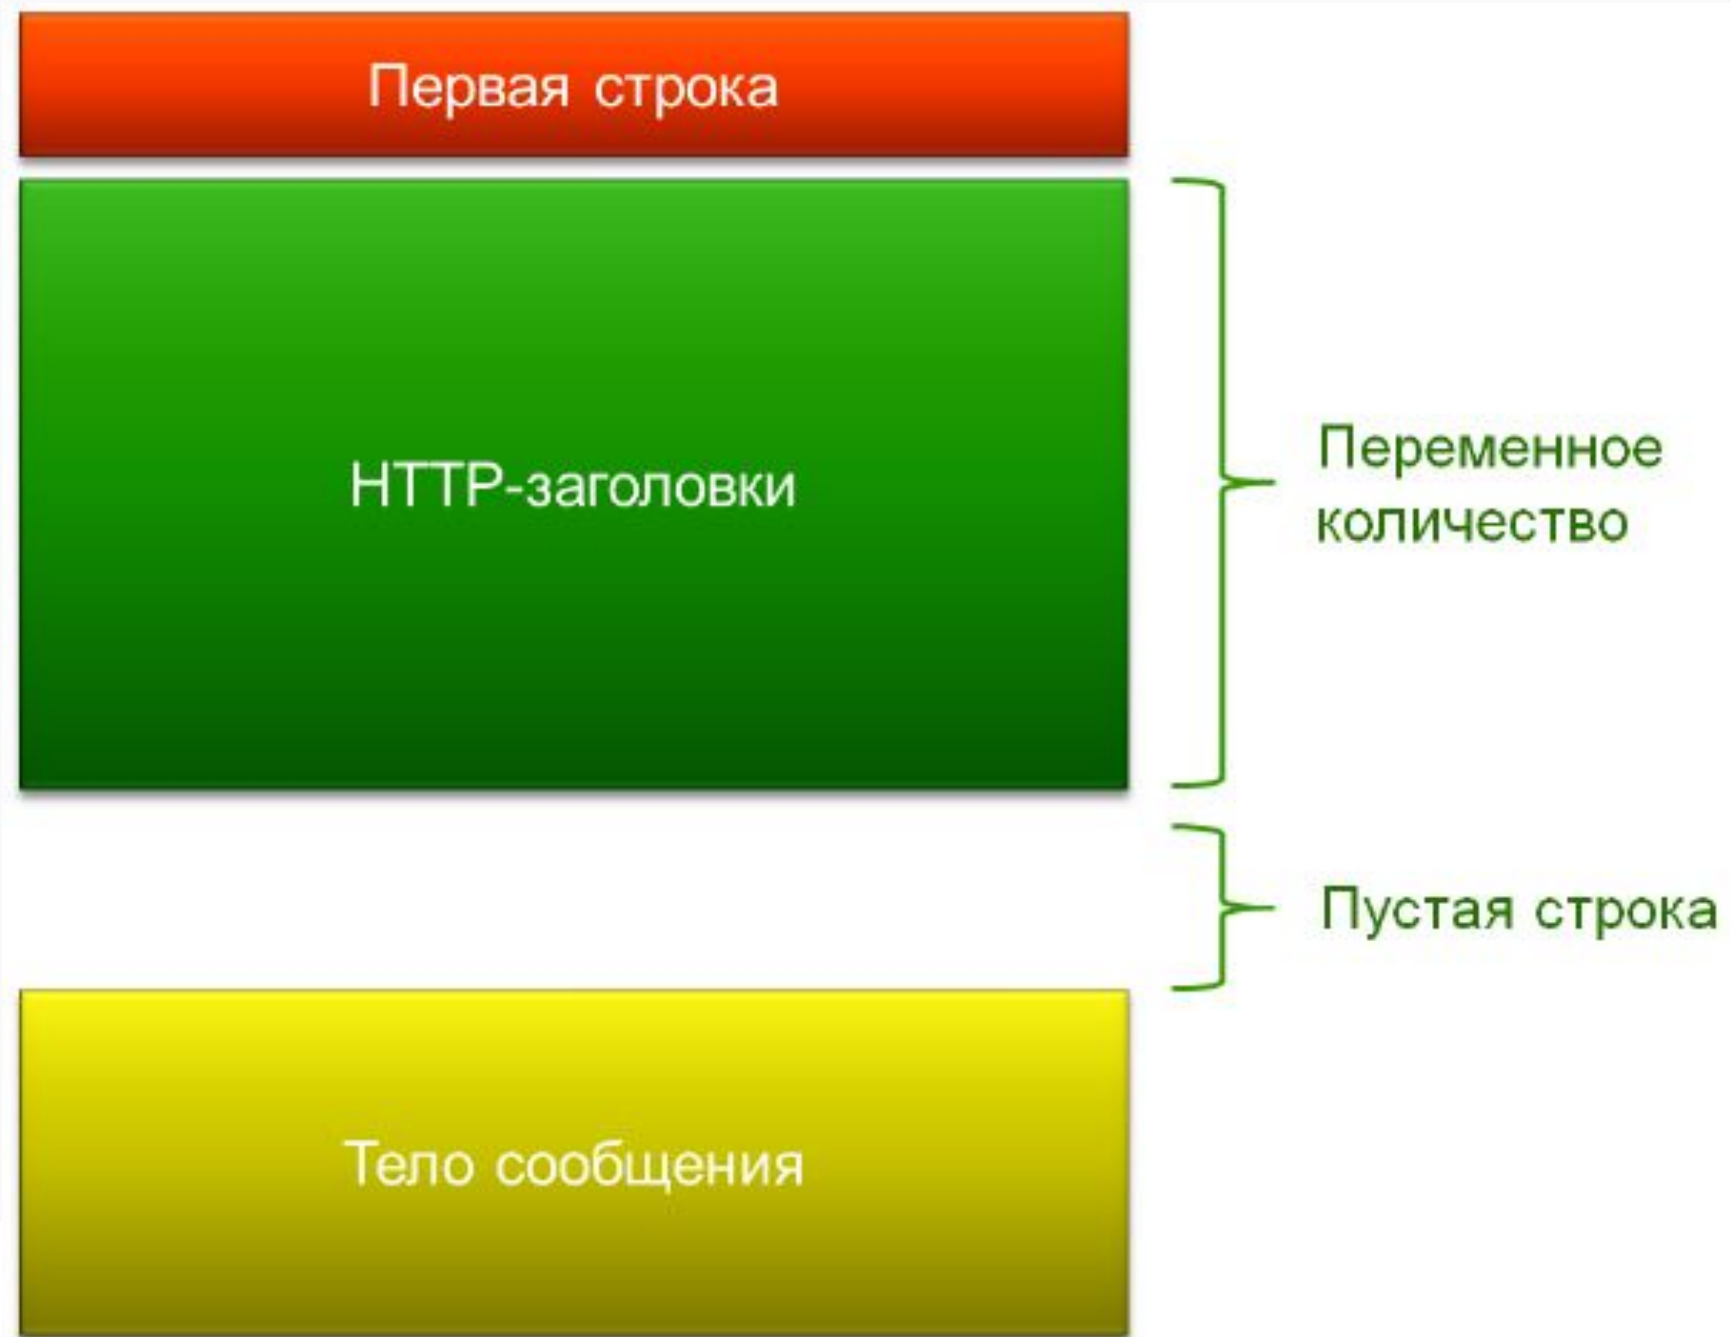 Первая строка
HTTP-заголовки
Переменное
количество
Пустая строка
Тело сообщения